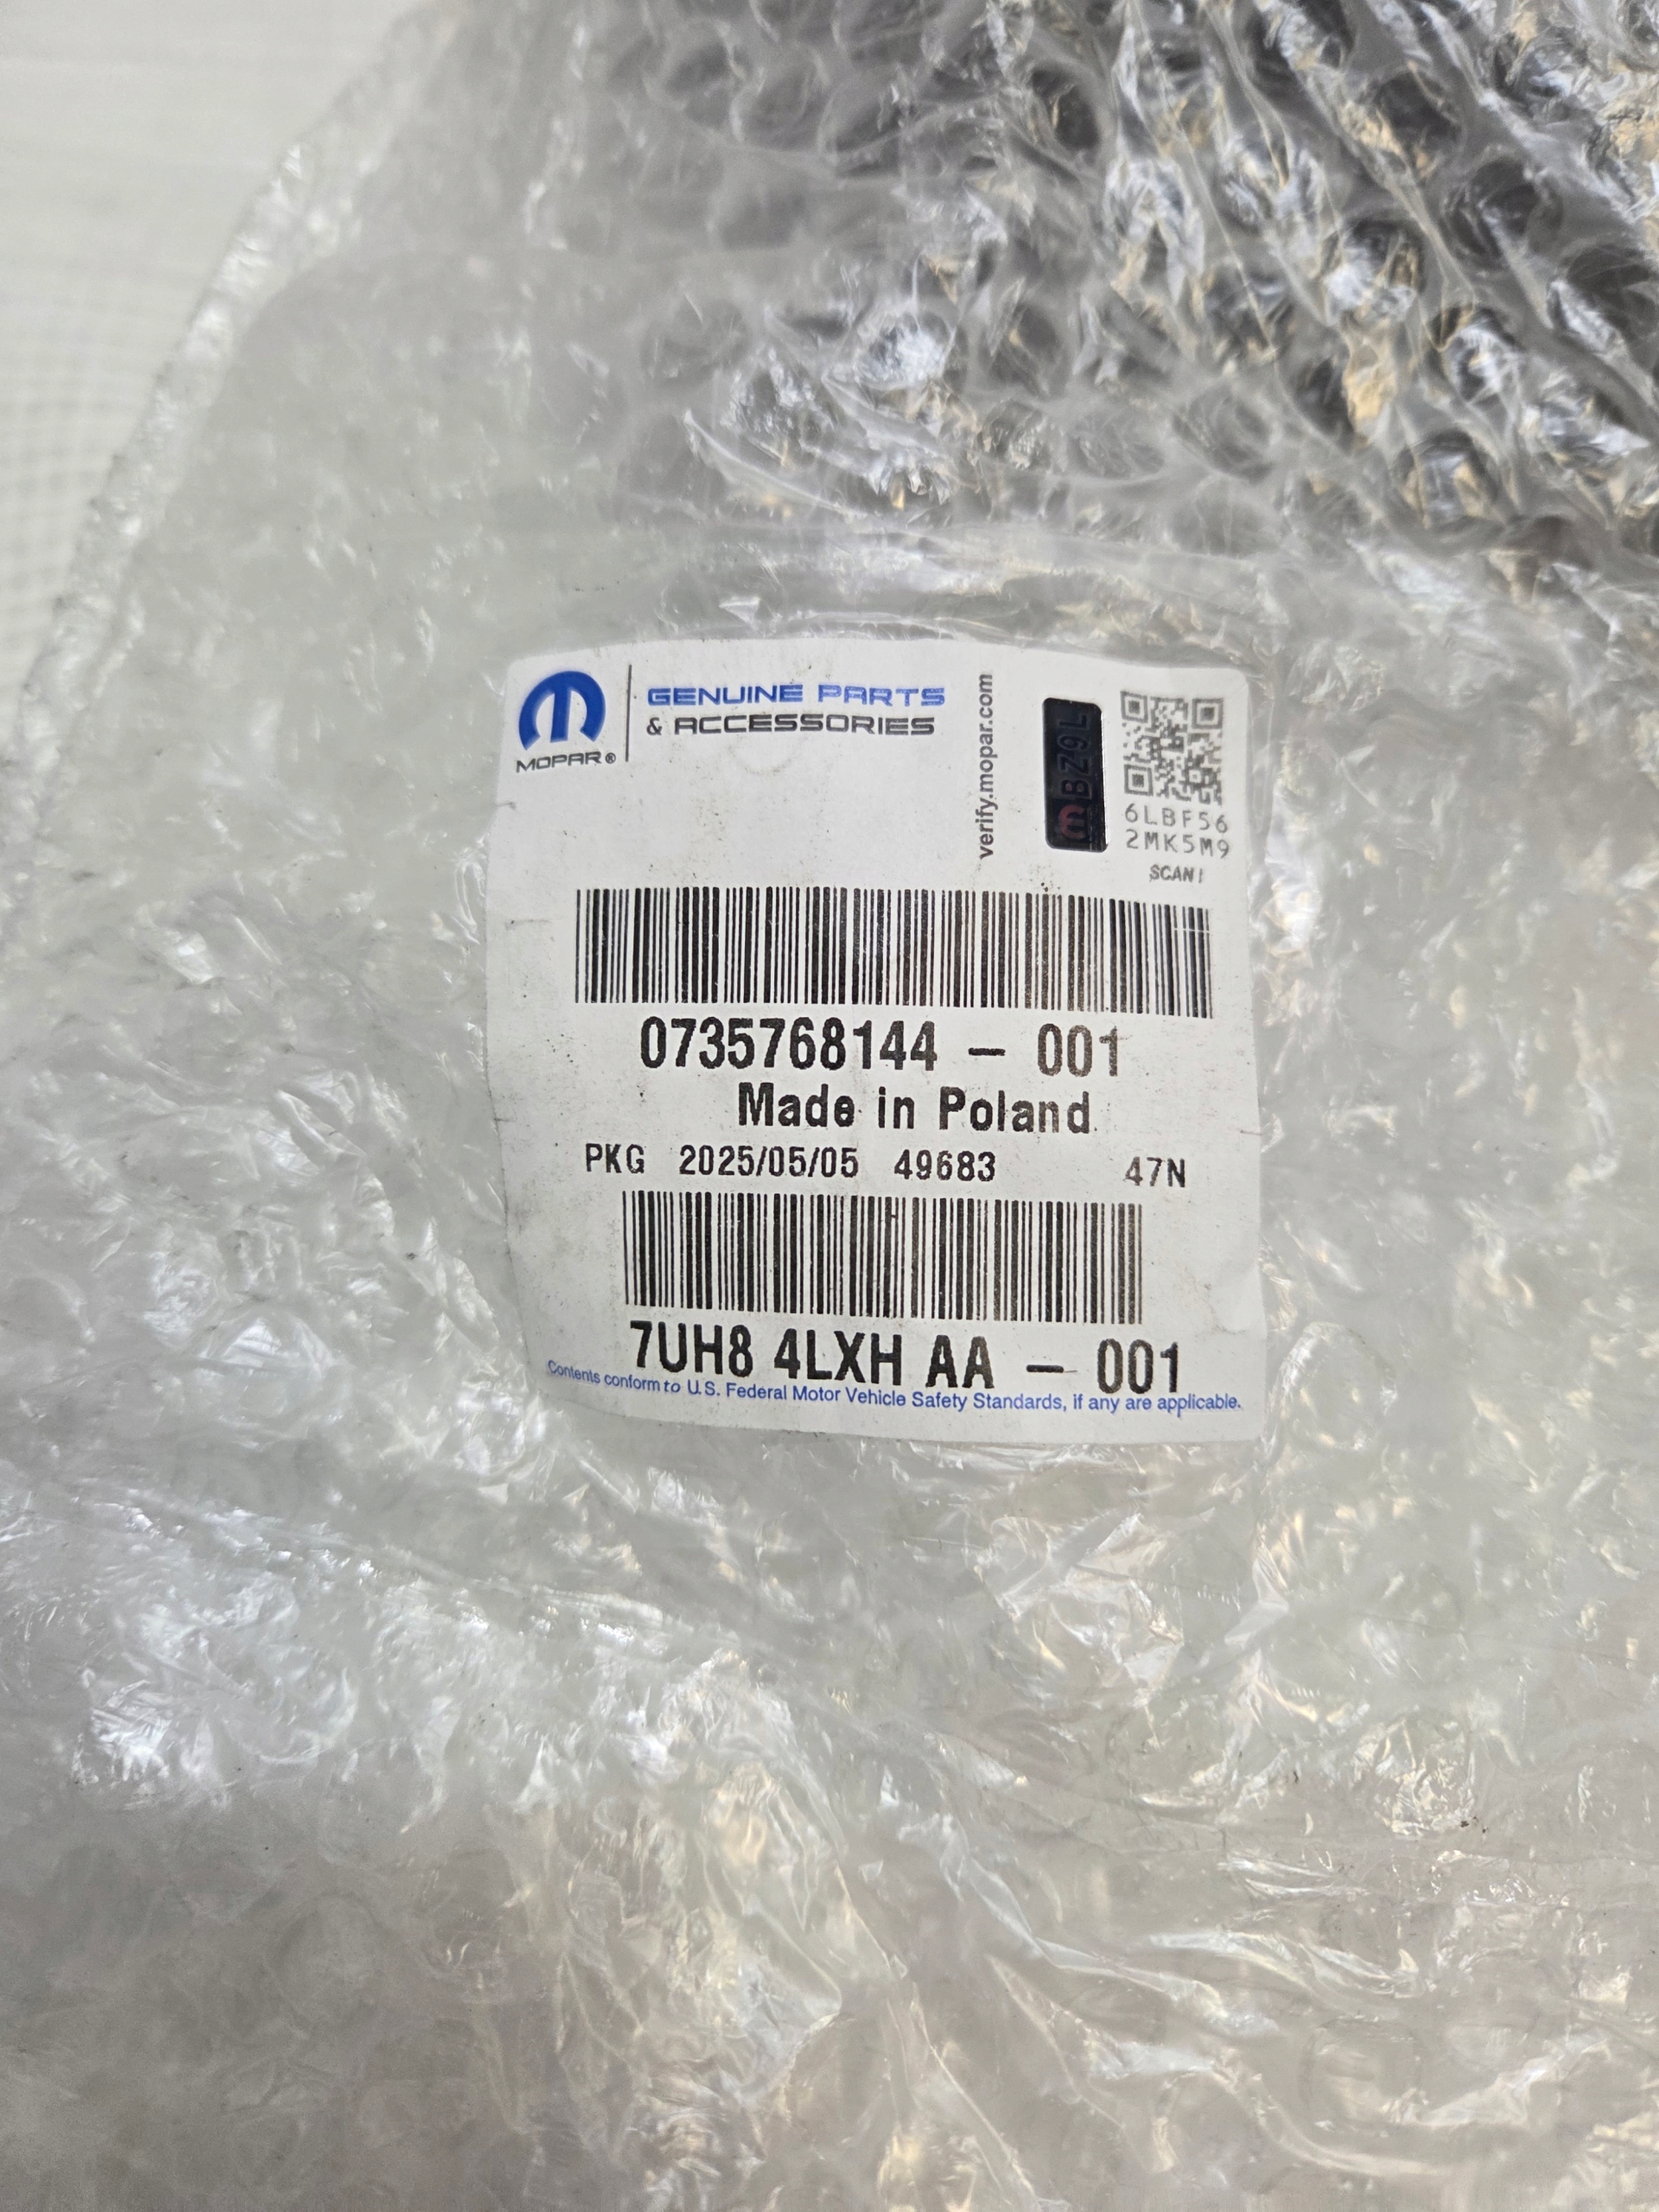 MOPAR®
GENUINE PARTS
& ACCESSORIES
verify.mopar.com
BZ9L
6LBF56
2MK5M9
SCAN!
0735768144 - 001
Made in Poland
PKG 2025/05/05 49683 47N
7UH8 4LXH AA - 001
Contents conform to U.S. Federal Motor Vehicle Safety Standards, if any are applicable.